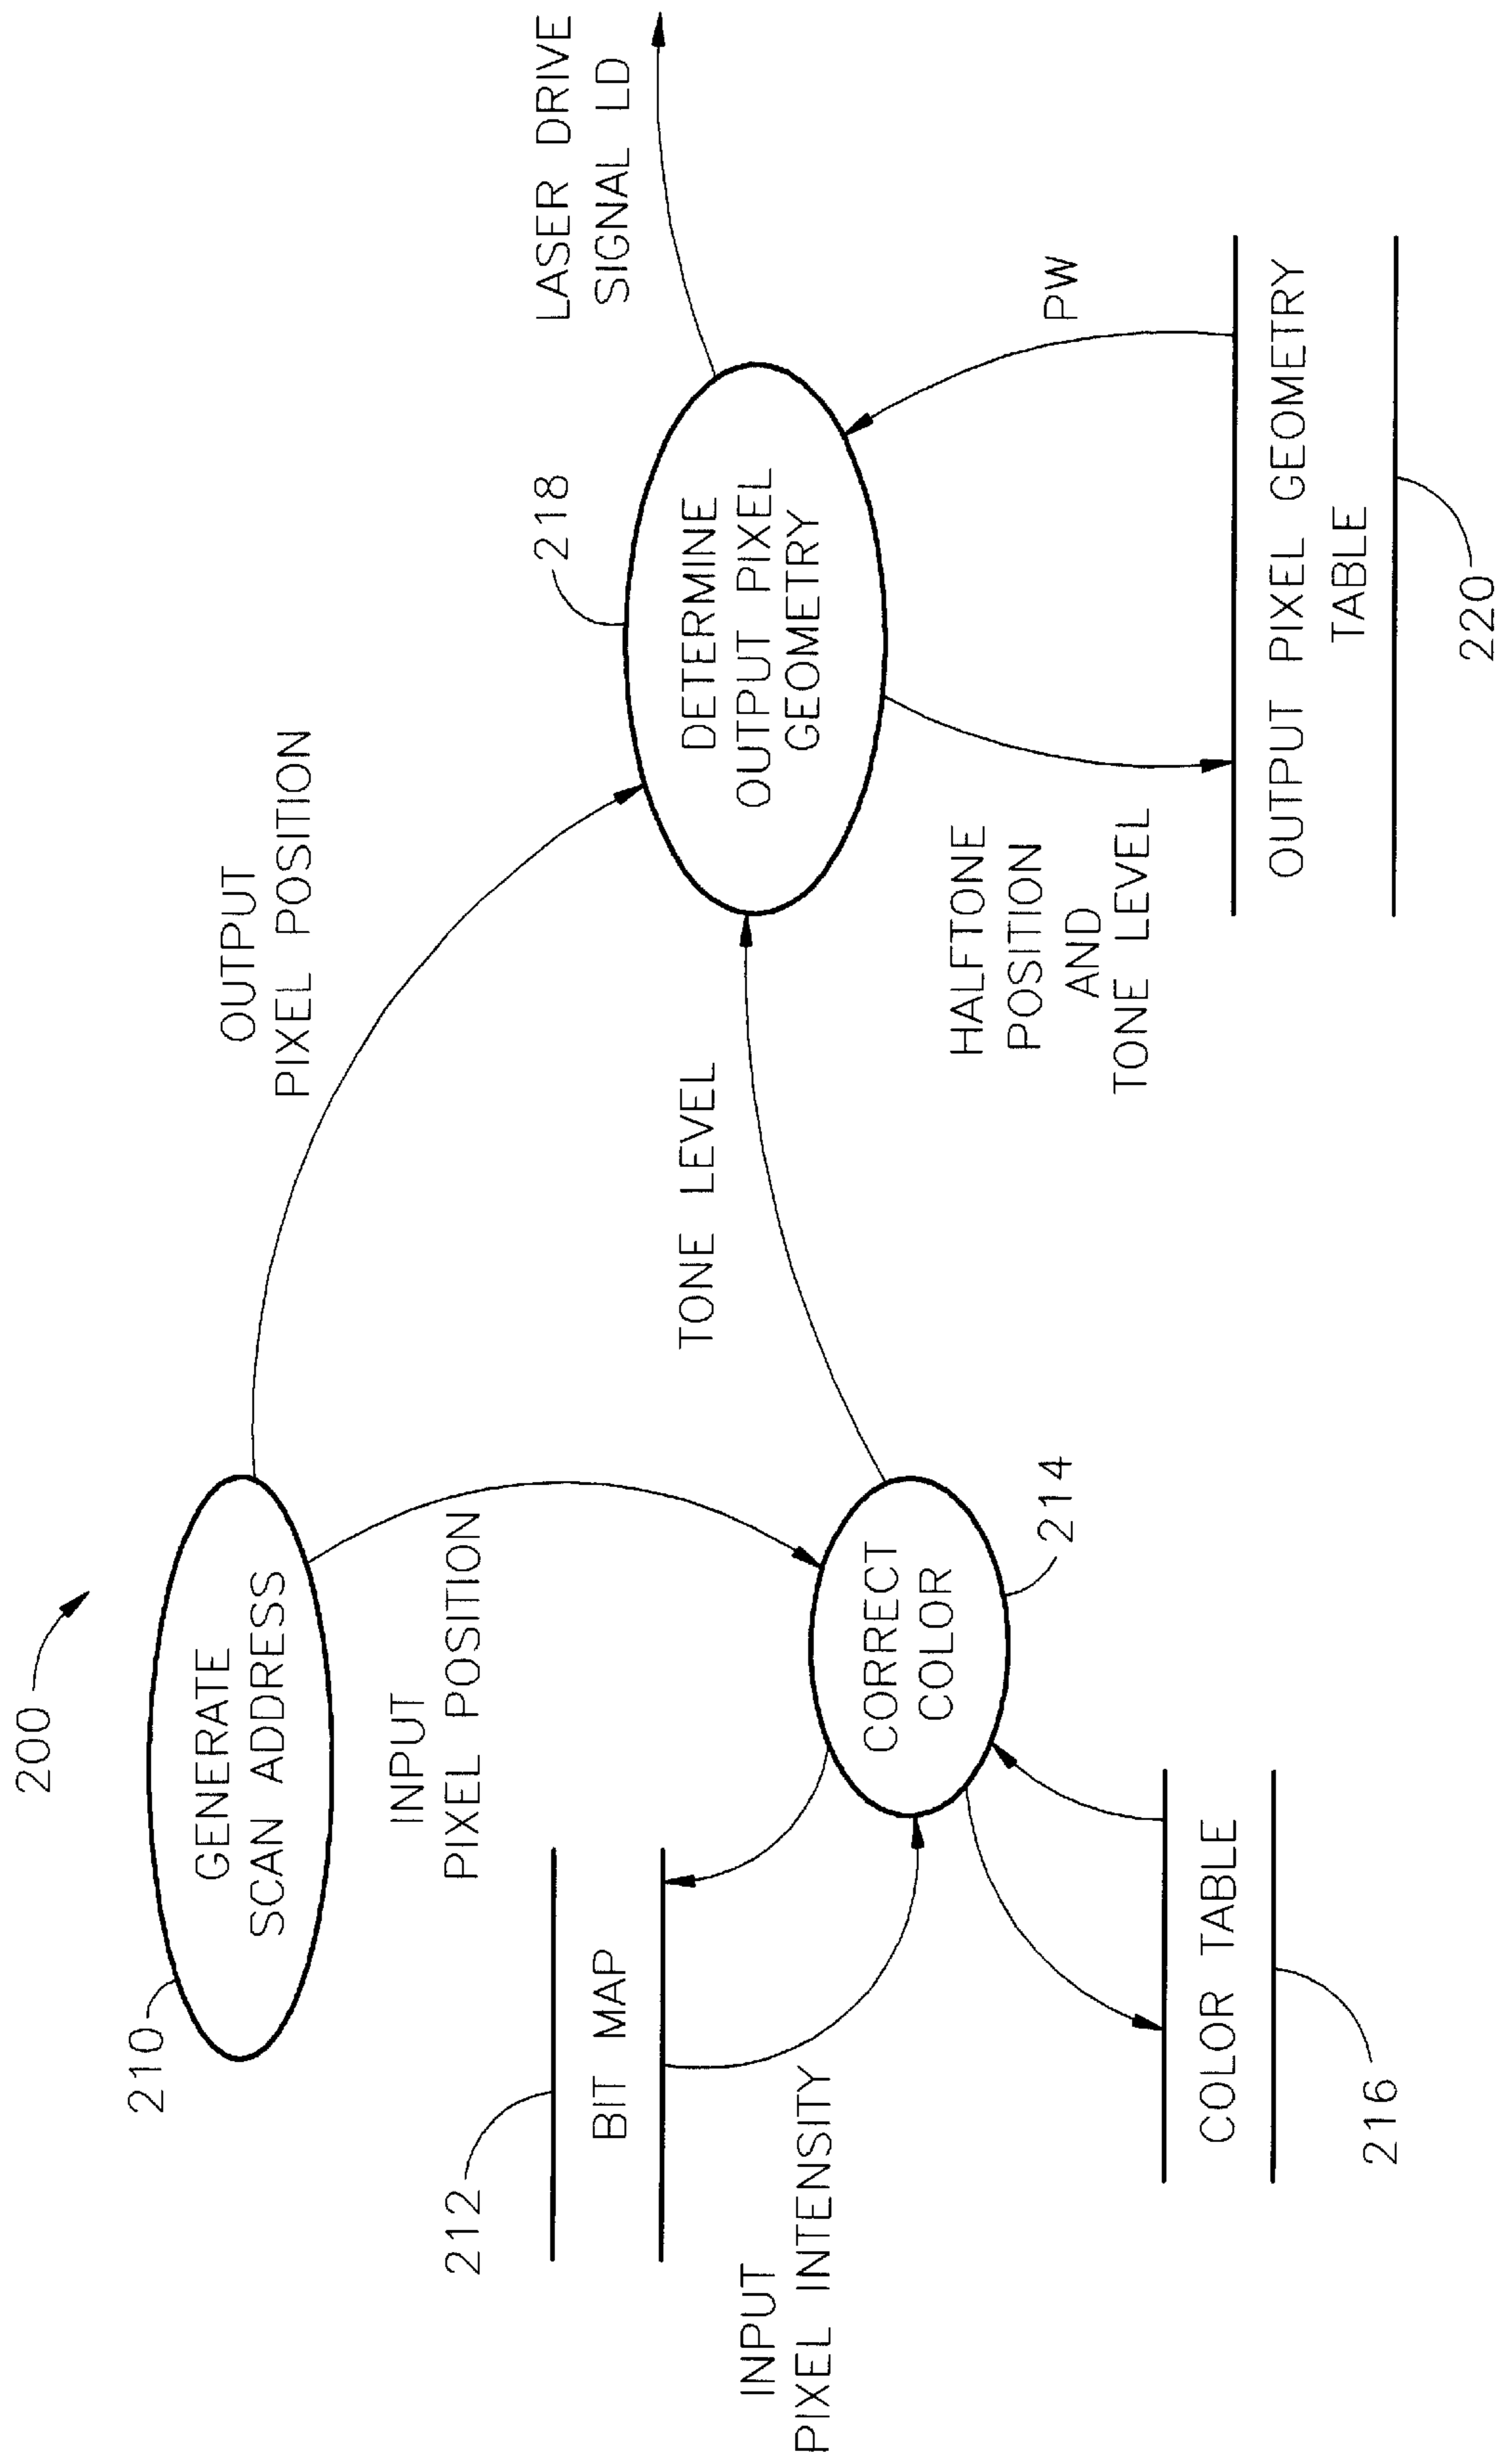 200
210
GENERATE
SCAN ADDRESS
OUTPUT
PIXEL POSITION
INPUT
PIXEL POSITION
212
BIT MAP
INPUT
PIXEL INTENSITY
CORRECT
COLOR
214
COLOR TABLE
216
TONE LEVEL
218
DETERMINE
OUTPUT PIXEL
GEOMETRY
LASER DRIVE
SIGNAL LD
HALFTONE
POSITION
AND
TONE LEVEL
PW
OUTPUT PIXEL GEOMETRY
TABLE
220